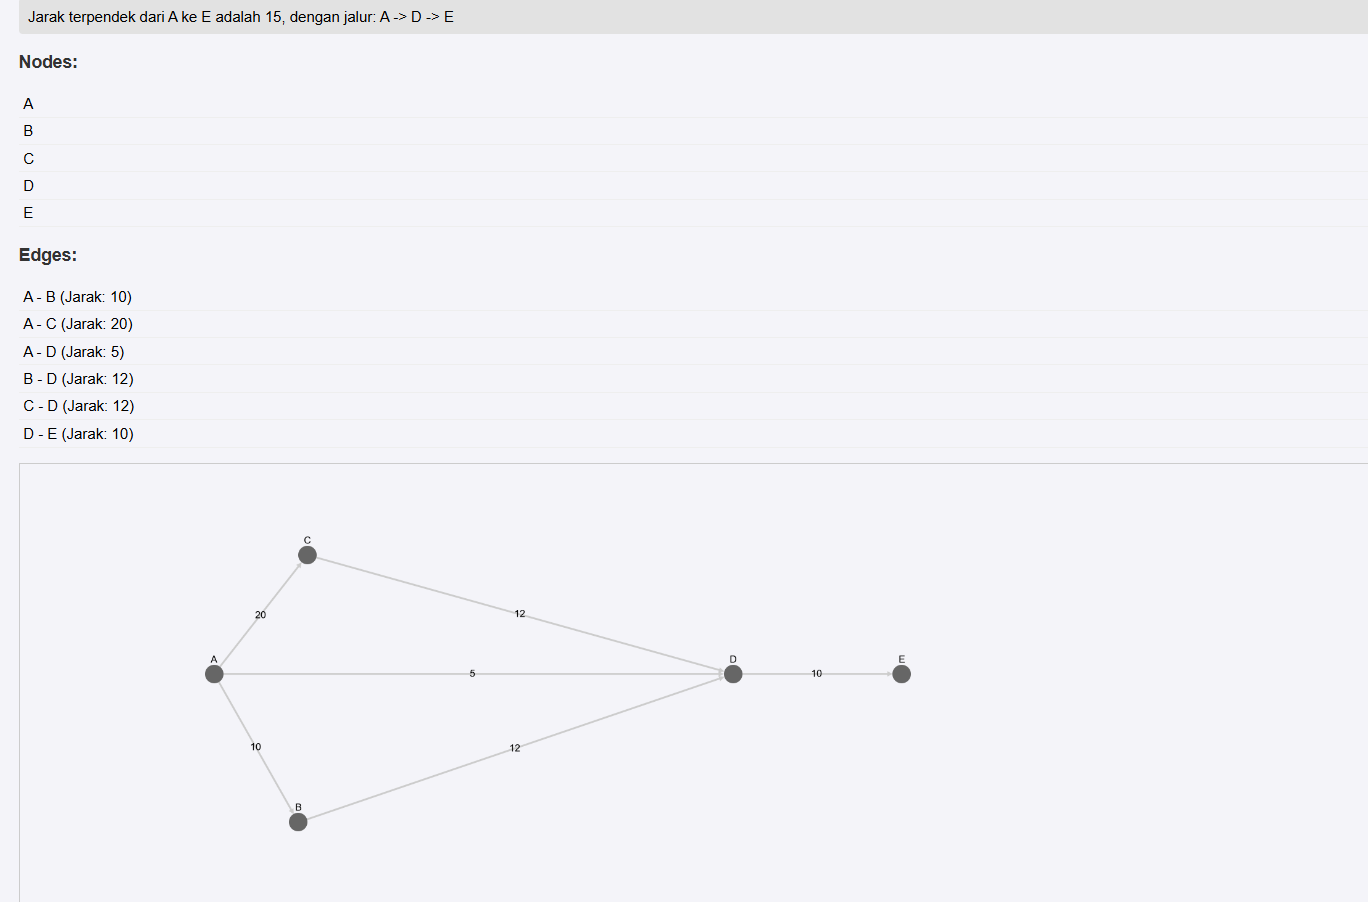 Jarak terpendek dari A ke E adalah 15, dengan jalur: A -> D -> E
Nodes:
A
B
C
D
E
Edges:
A - B (Jarak: 10)
A - C (Jarak: 20)
A - D (Jarak: 5)
B - D (Jarak: 12)
C - D (Jarak: 12)
D - E (Jarak: 10)
C
20
12
A
D
E
5
10
10
12
B